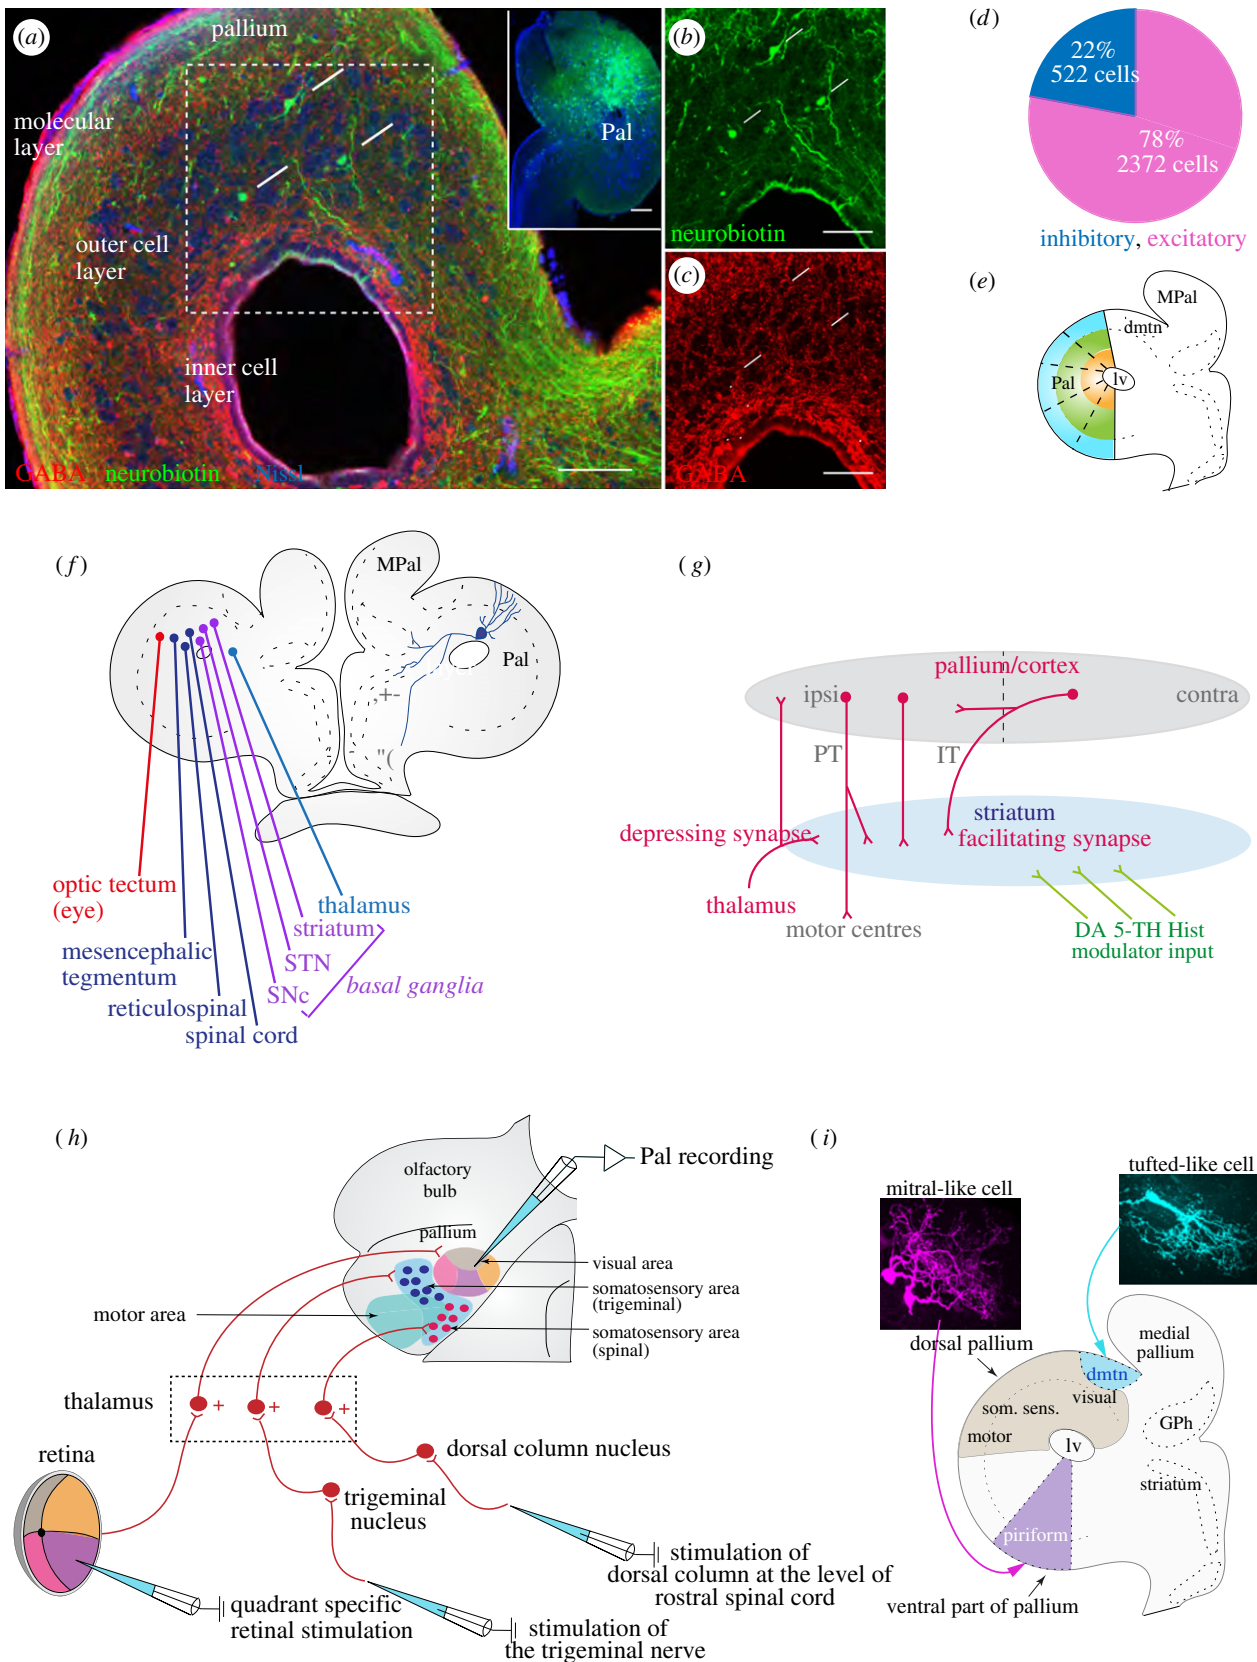 (a)
pallium
molecular
layer
outer cell
layer
inner cell
layer
GABA neurobiotin Nissl
Pal
(b)
neurobiotin
(c)
GABA
(d)
22%
522 cells
78%
2372 cells
inhibitory, excitatory
(e)
MPal
dmtn
Pal
lv
(f)
MPal
Pal
layer
,+-
"(
optic tectum
(eye)
mesencephalic
tegmentum
reticulospinal
spinal cord
SNc
STN
striatum
thalamus
basal ganglia
(g)
pallium/cortex
ipsi
contra
PT
IT
striatum
depressing synapse
facilitating synapse
thalamus
motor centres
DA 5-TH Hist
modulator input
(h)
olfactory
bulb
Pal recording
pallium
visual area
somatosensory area
(trigeminal)
motor area
somatosensory area
(spinal)
thalamus
+
+
+
retina
dorsal column nucleus
trigeminal
nucleus
stimulation of
dorsal column at the level of
rostral spinal cord
quadrant specific
retinal stimulation
stimulation of
the trigeminal nerve
(i)
tufted-like cell
mitral-like cell
dorsal pallium
medial
pallium
dmtn
visual
som. sens.
motor
GPh
lv
striatum
piriform
ventral part of pallium